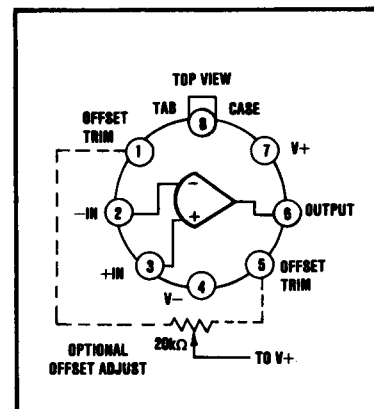 TOP VIEW
TAB
CASE
8
OFFSET
TRIM
1
7
V+
−
−IN
2
6
OUTPUT
+
+IN
3
5
OFFSET
TRIM
V−
4
20kΩ
OPTIONAL
OFFSET ADJUST
TO V+